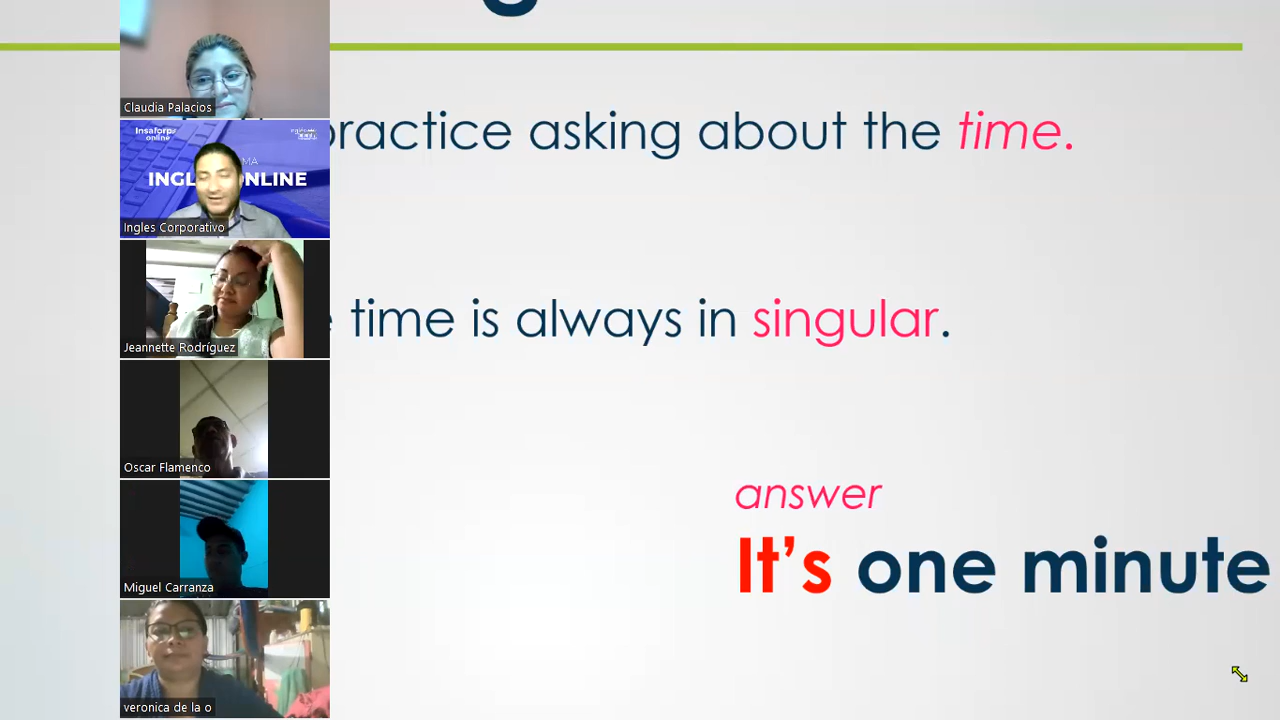 Claudia Palacios
Insaforp
online
INGL NLINE
Ingles Corporativo
Jeannette Rodríguez
Oscar Flamenco
Miguel Carranza
veronica de la o
practice asking about the time.
time is always in singular.
answer
It's one minute